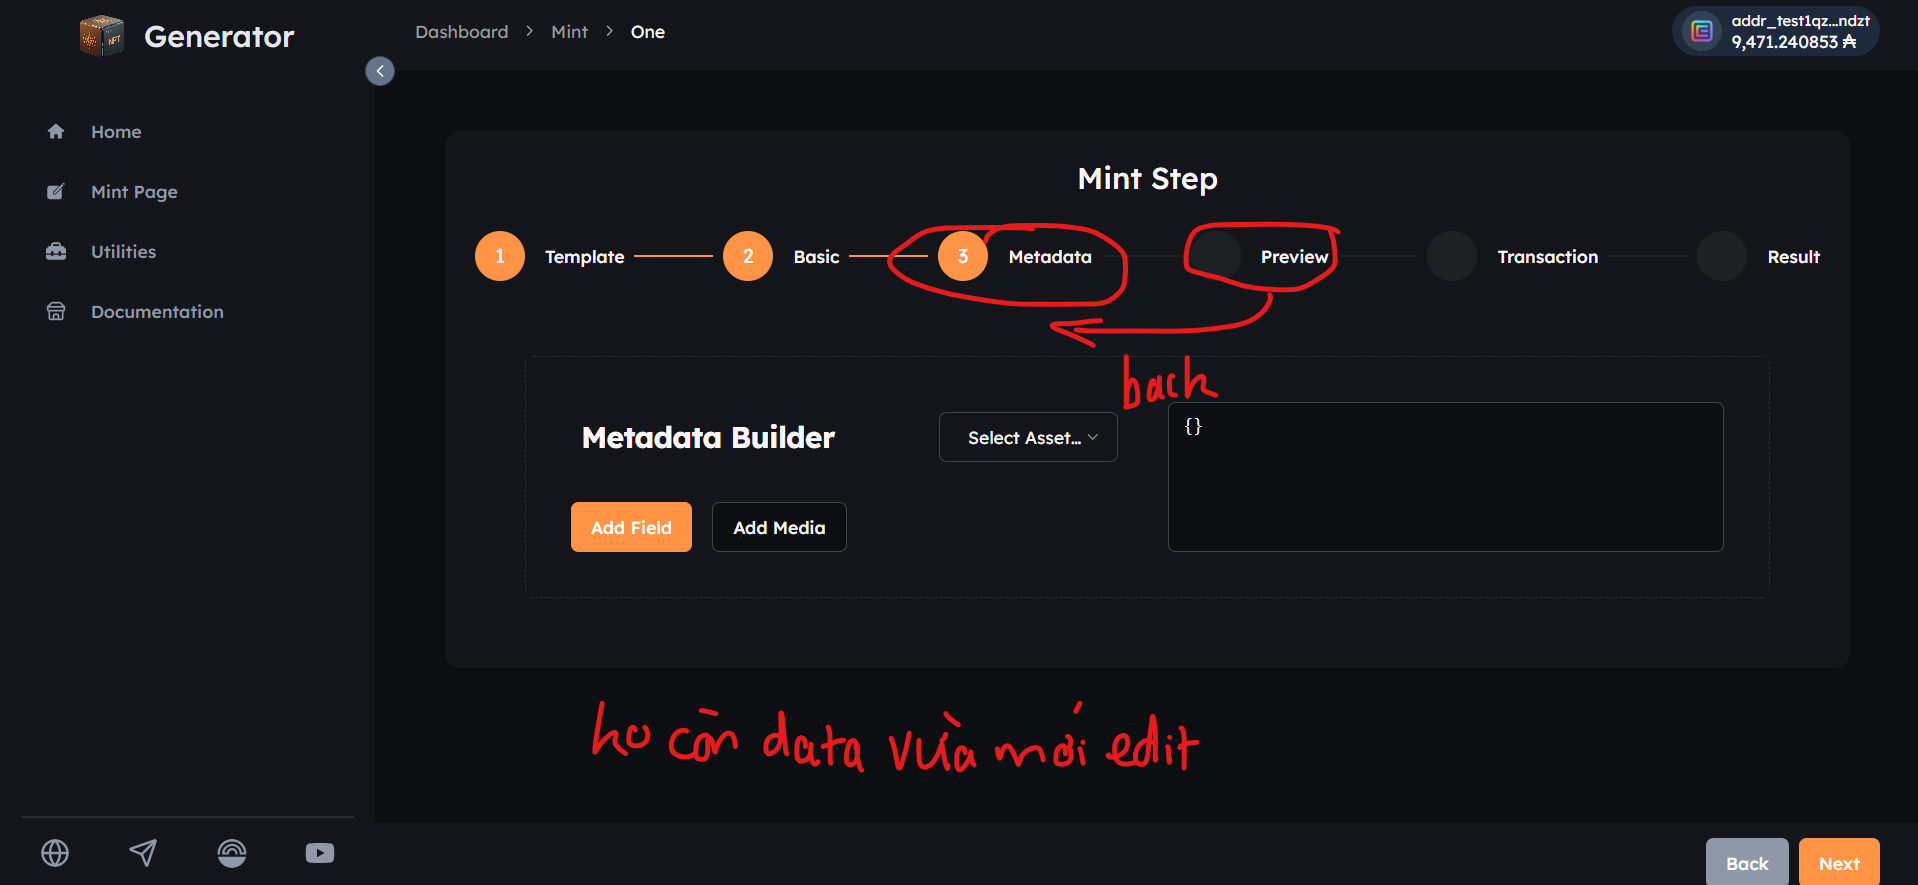 Generator
Dashboard > Mint > One
addr_test1qz...ndzt
9,471.240853 ₳
Home
Mint Page
Utilities
Documentation
Mint Step
1 Template 2 Basic 3 Metadata Preview Transaction Result
back
Metadata Builder
Select Asset...
{}
Add Field Add Media
ko còn data vừa mới edit
Back Next